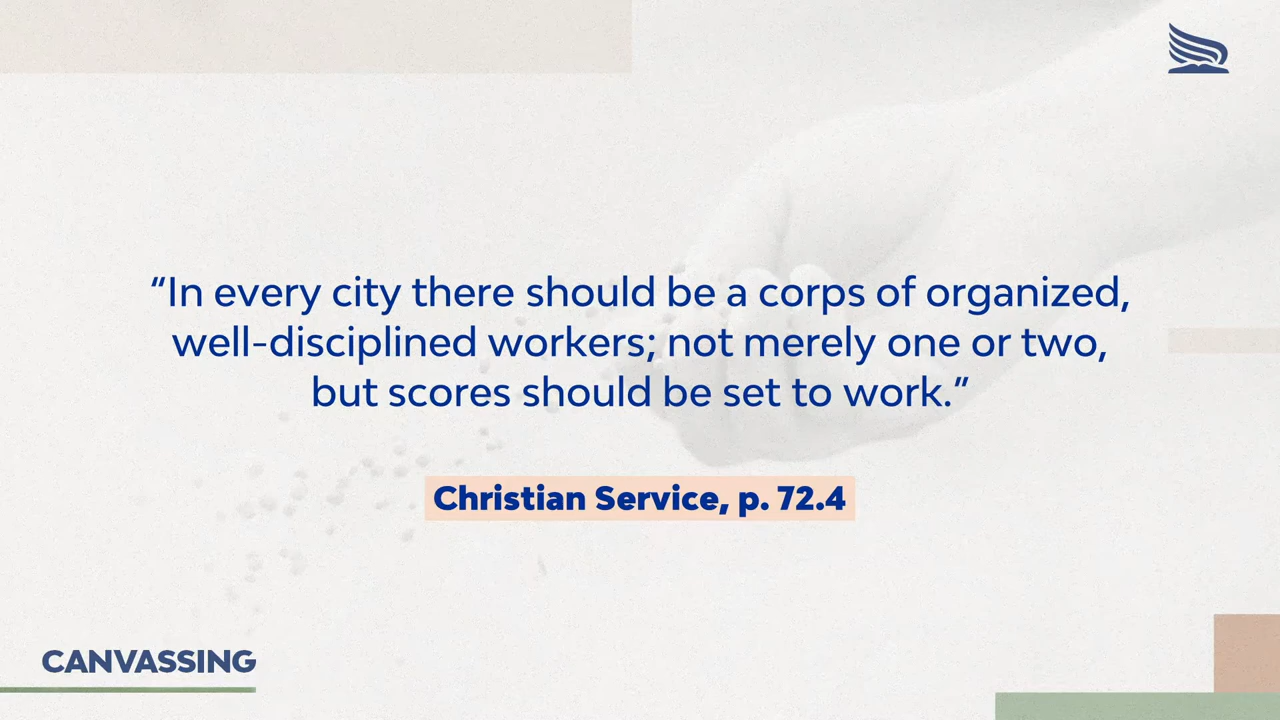 “In every city there should be a corps of organized,
well-disciplined workers; not merely one or two,
but scores should be set to work.”
Christian Service, p. 72.4
CANVASSING